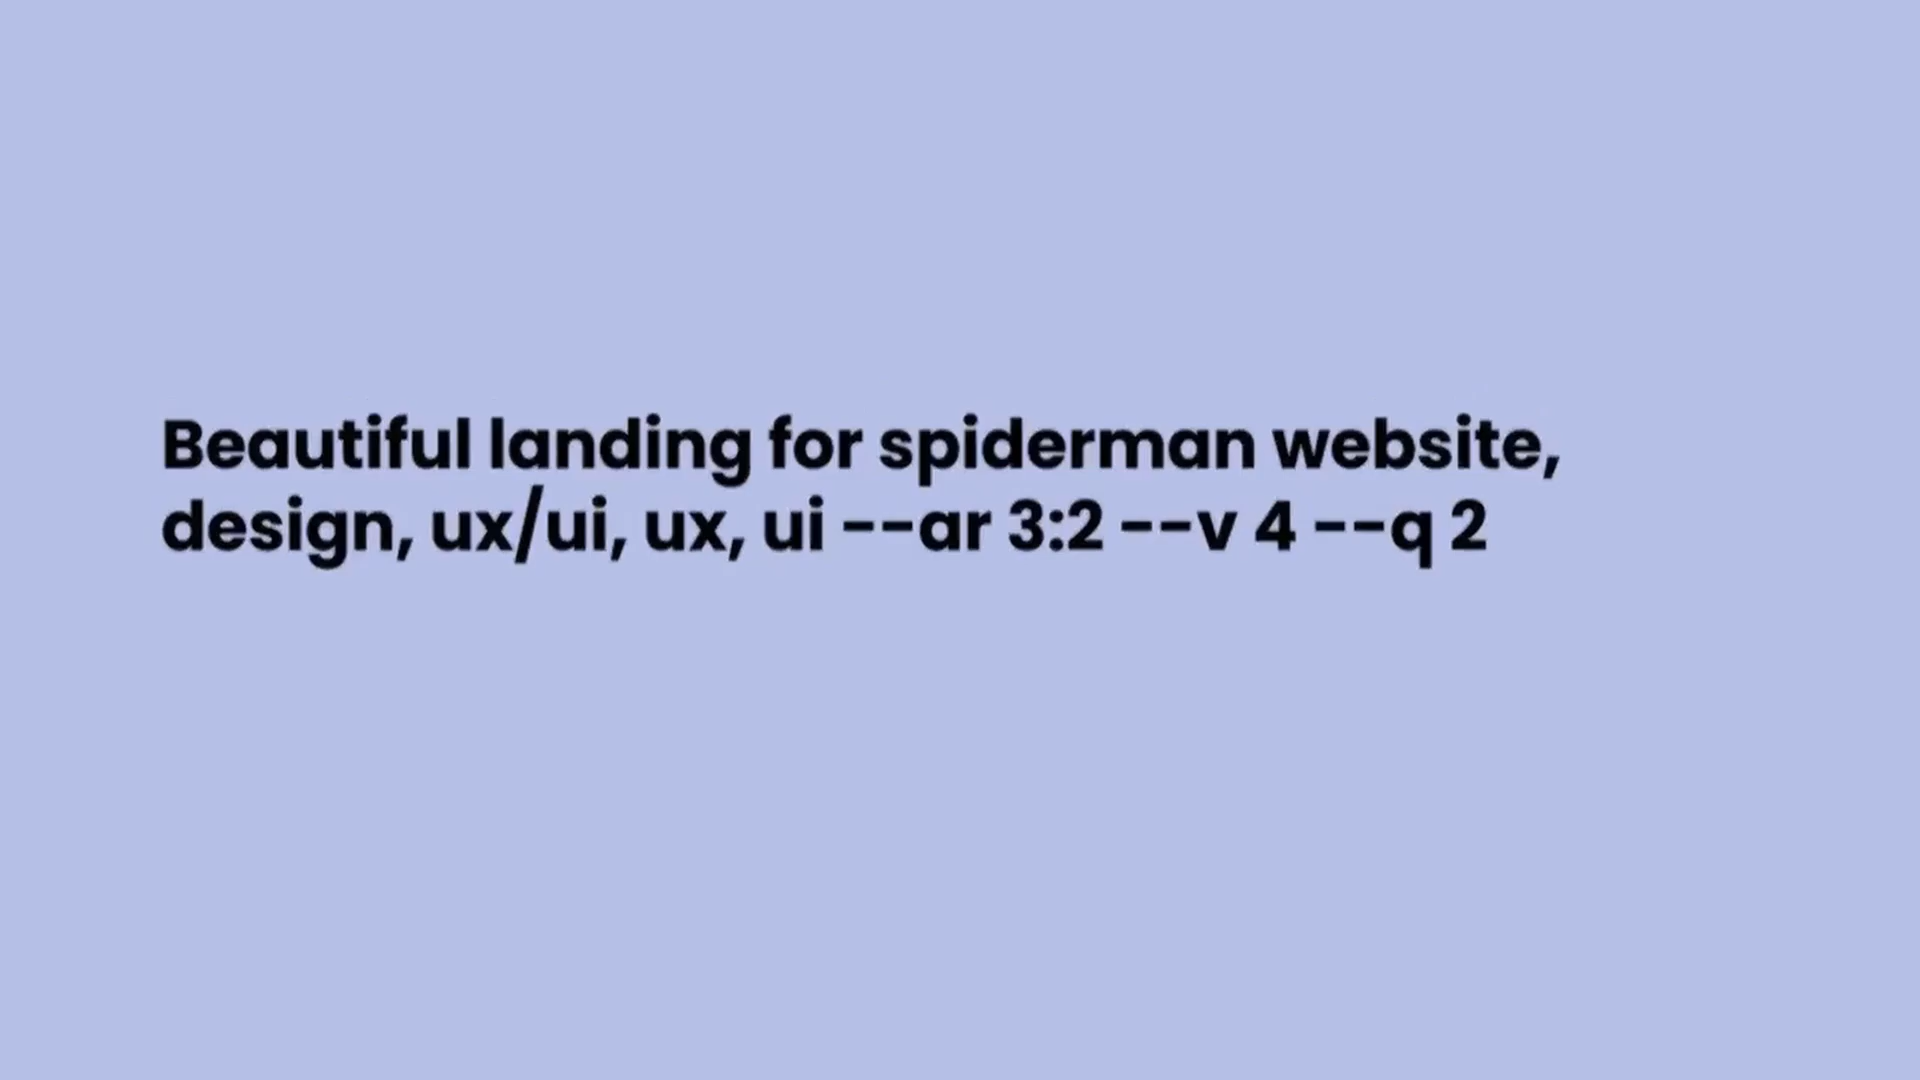 Beautiful landing for spiderman website,
design, ux/ui, ux, ui --ar 3:2 --v 4 --q 2